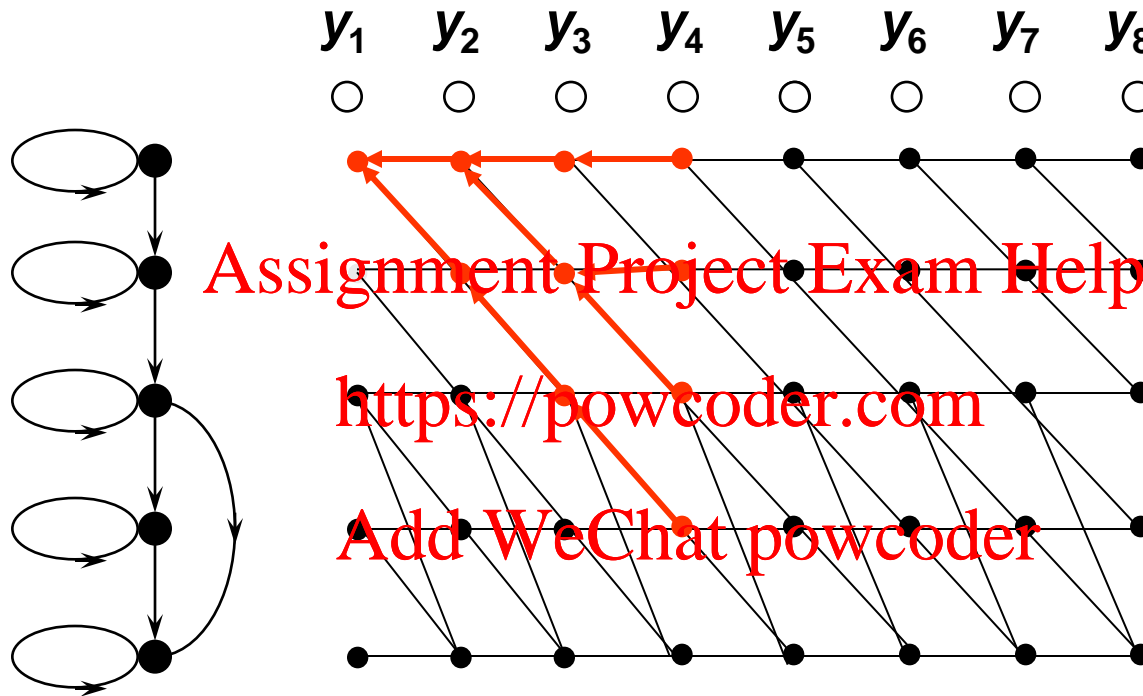 y1 y2 y3 y4 y5 y6 y7 y8
Assignment Project Exam Help
https://powcoder.com
Add WeChat powcoder